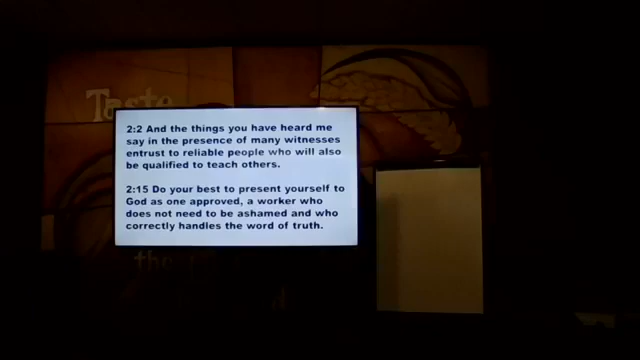 Taste
2:2 And the things you have heard me
say in the presence of many witnesses
entrust to reliable people who will also
be qualified to teach others.
2:15 Do your best to present yourself to
God as one approved, a worker who
does not need to be ashamed and who
correctly handles the word of truth.
the